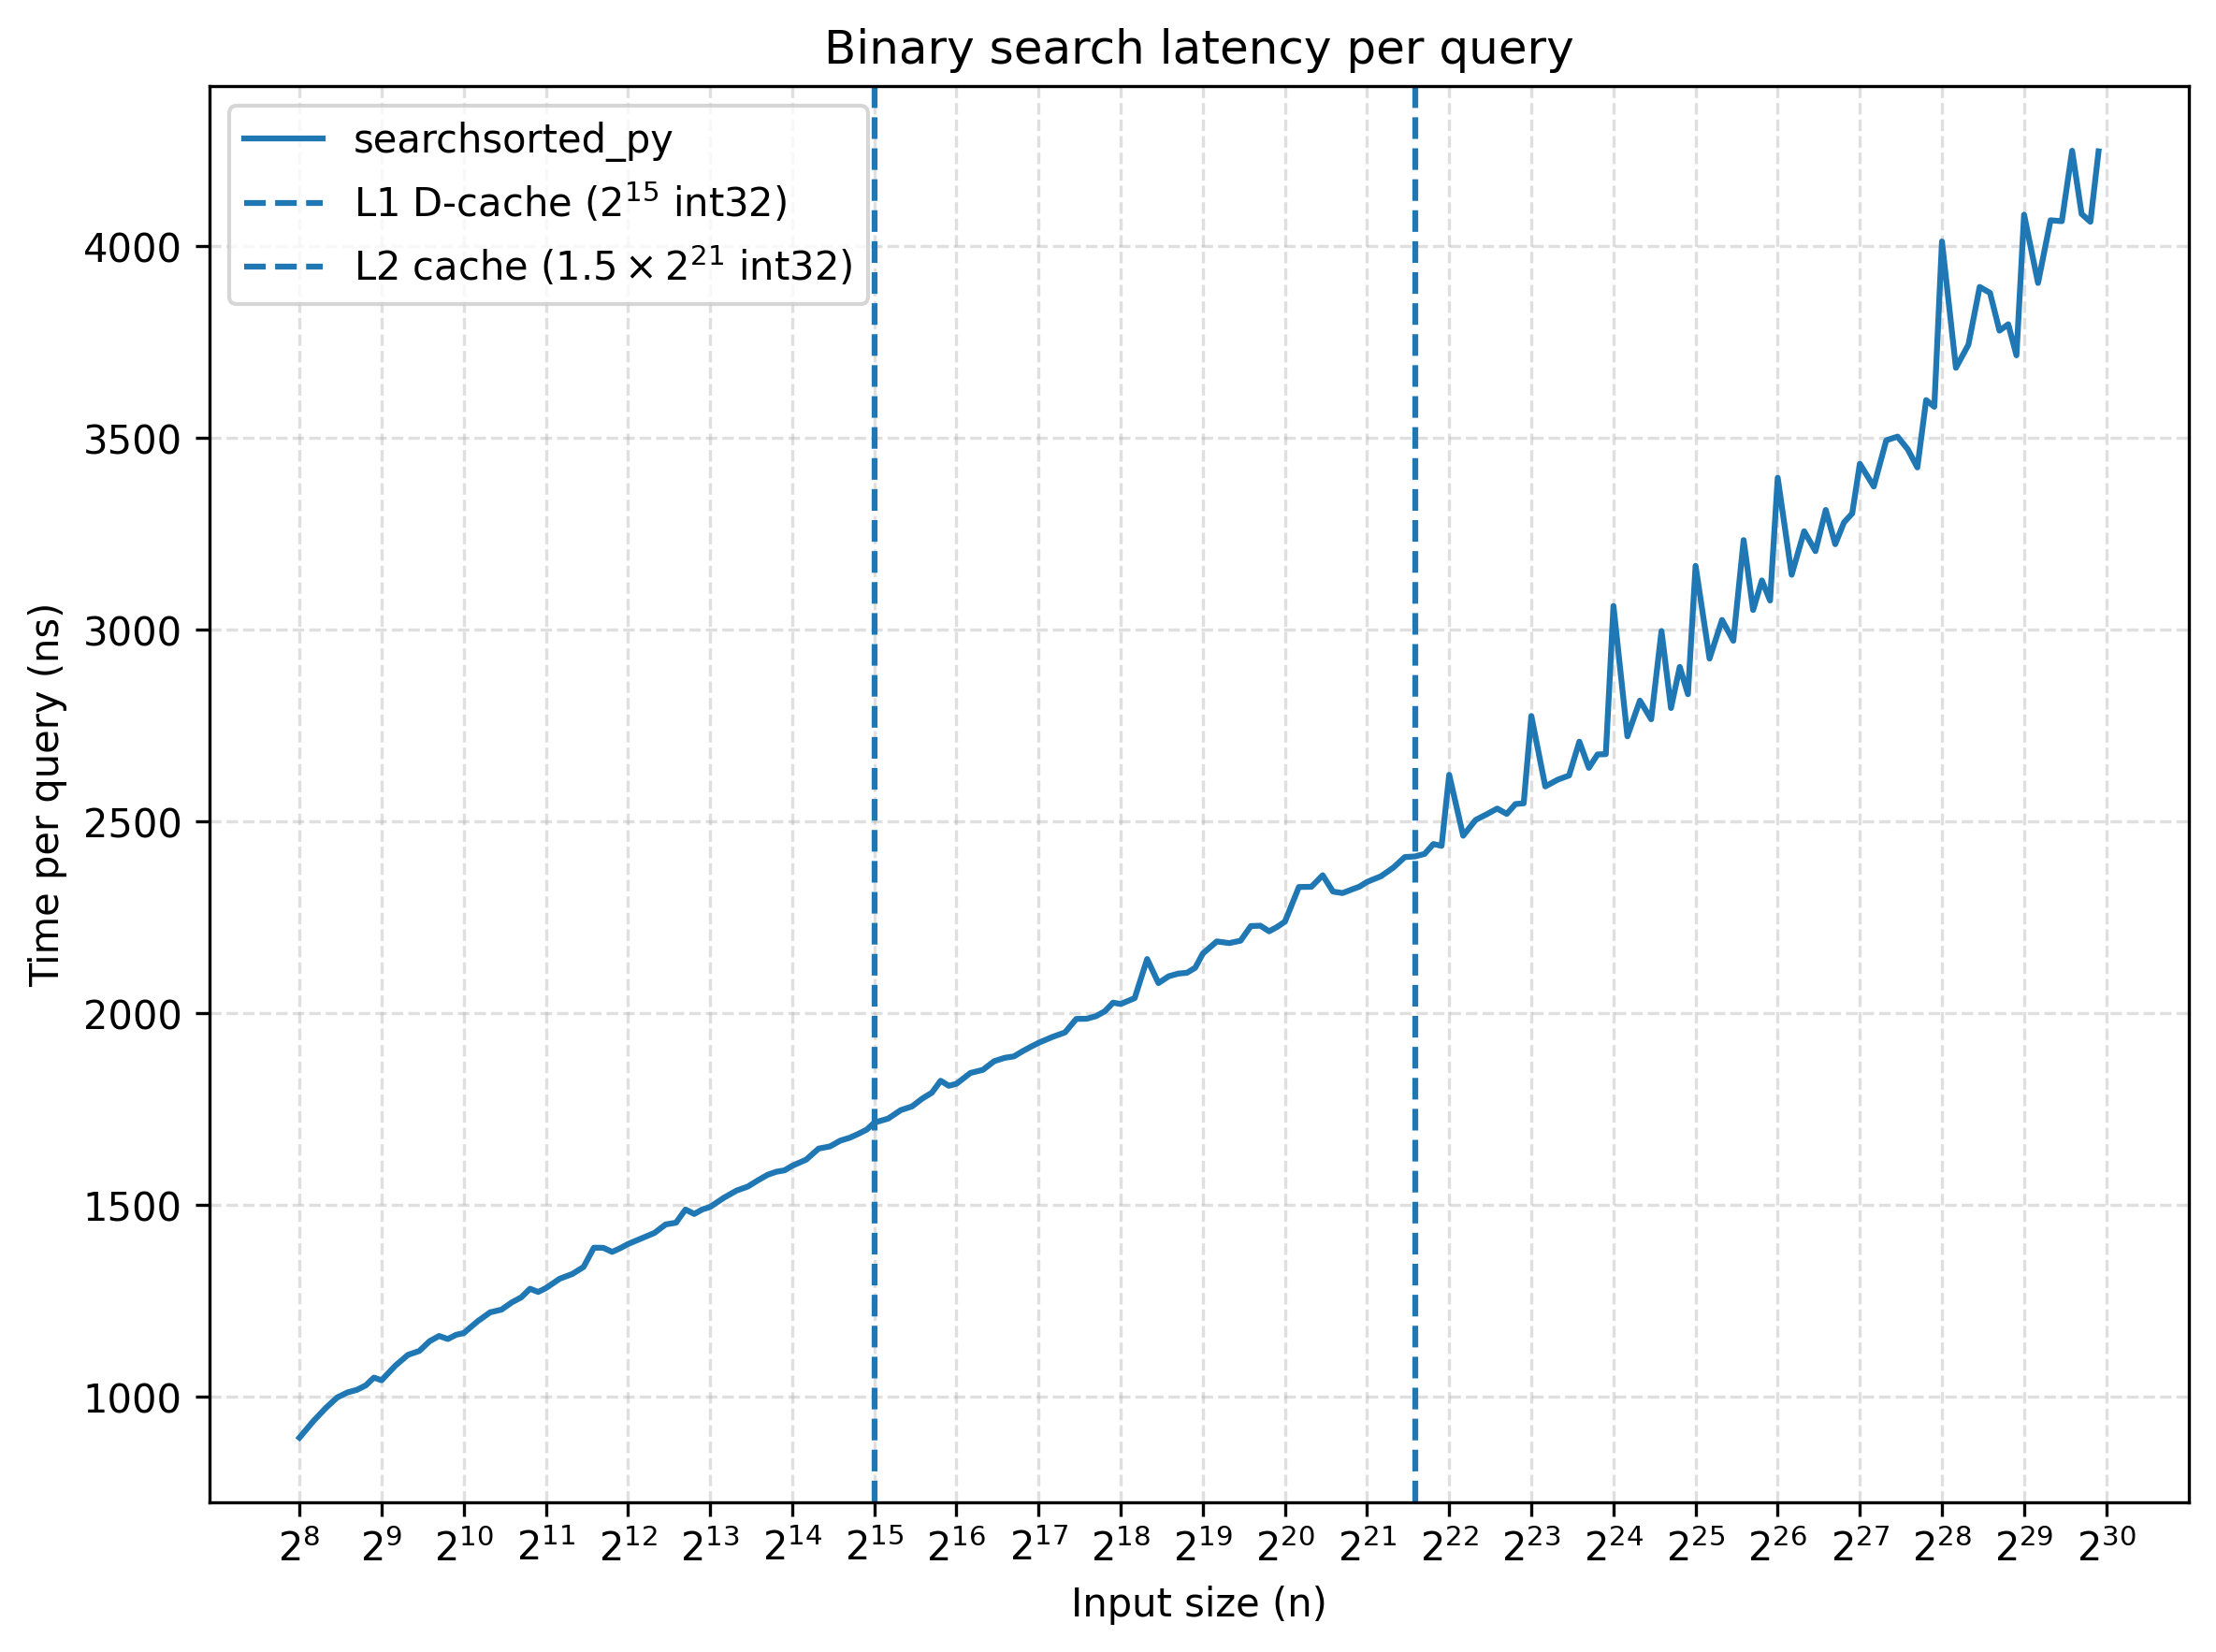 Binary search latency per query
searchsorted_py
L1 D-cache (2¹⁵ int32)
L2 cache (1.5 × 2²¹ int32)
Time per query (ns)
4000
3500
3000
2500
2000
1500
1000
2⁸ 2⁹ 2¹⁰ 2¹¹ 2¹² 2¹³ 2¹⁴ 2¹⁵ 2¹⁶ 2¹⁷ 2¹⁸ 2¹⁹ 2²⁰ 2²¹ 2²² 2²³ 2²⁴ 2²⁵ 2²⁶ 2²⁷ 2²⁸ 2²⁹ 2³⁰
Input size (n)